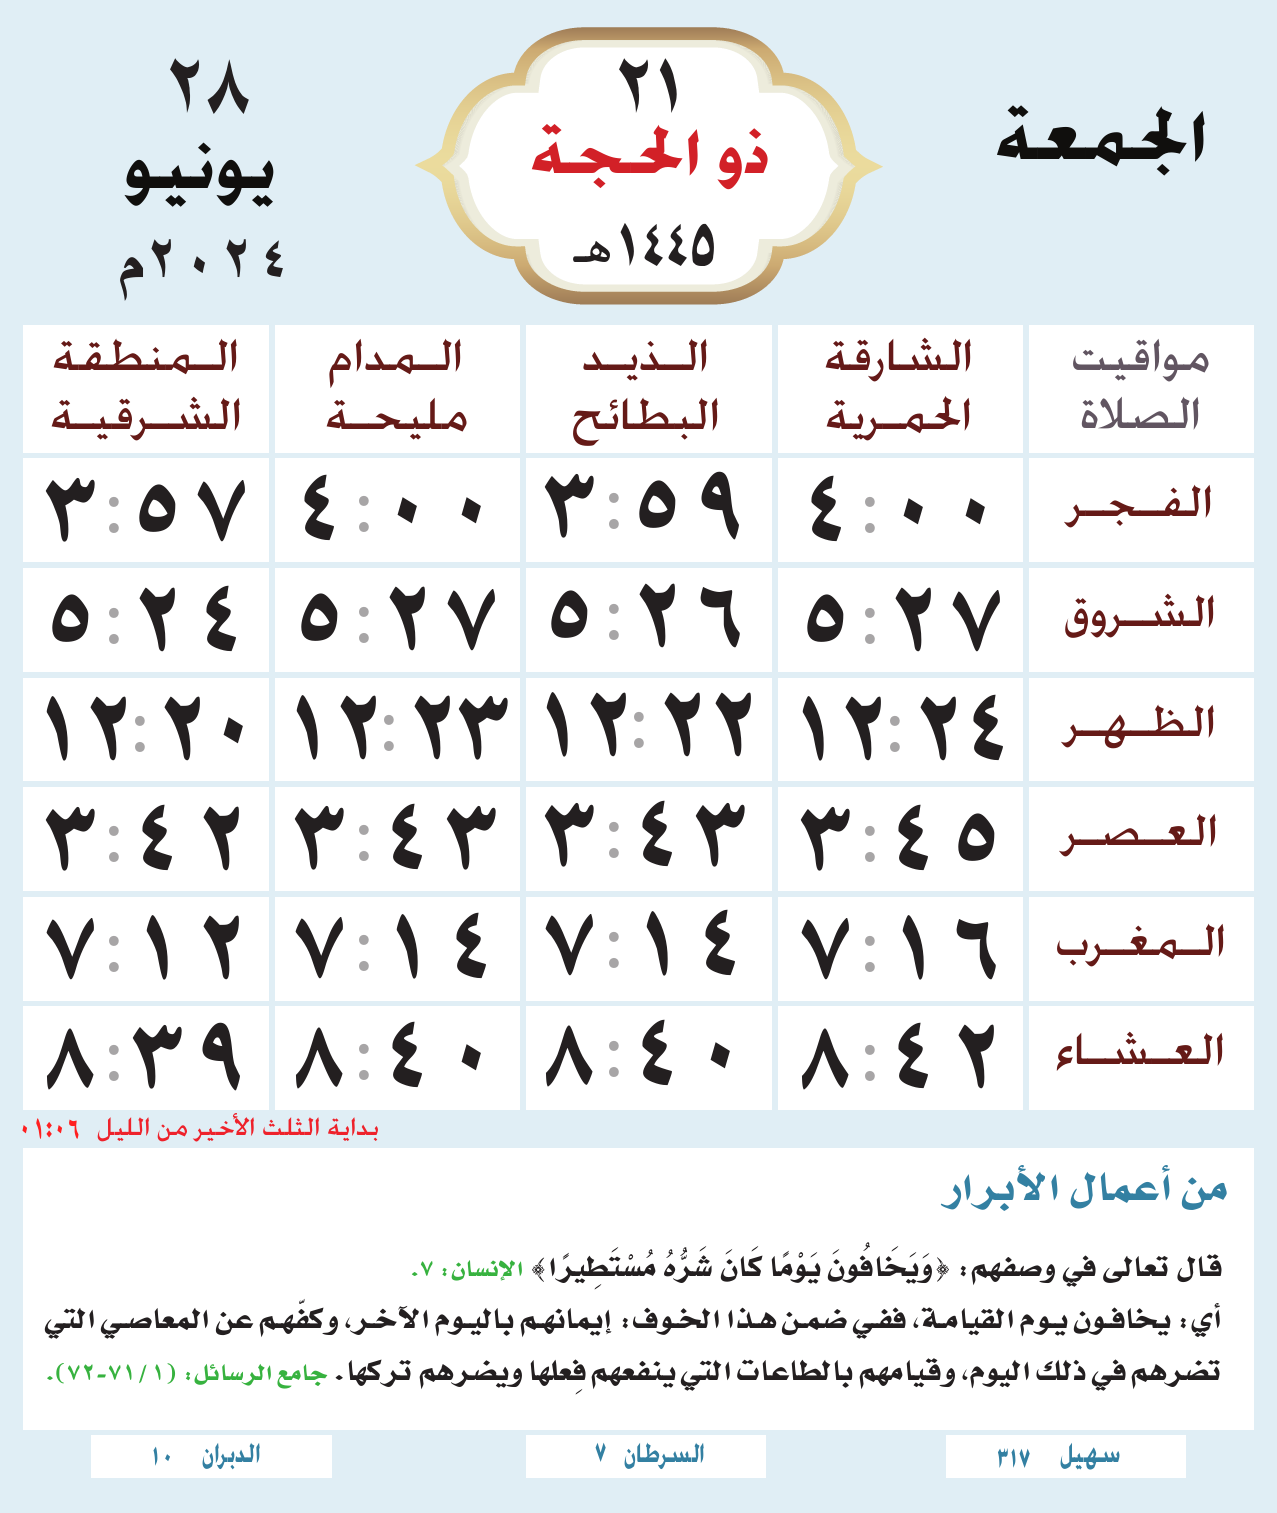 الجمعة
٢١
ذو الحجة
١٤٤٥هـ
٢٨
يونيو
٢٠٢٤م
مواقيت الصلاة | الشارقة الحمرية | الذيد البطائح | المدام مليحة | المنطقة الشرقية
الفجر ٤:٠٠ ٣:٥٩ ٤:٠٠ ٣:٥٧
الشروق ٥:٢٧ ٥:٢٦ ٥:٢٧ ٥:٢٤
الظهر ١٢:٢٤ ١٢:٢٢ ١٢:٢٣ ١٢:٢٠
العصر ٣:٤٥ ٣:٤٣ ٣:٤٣ ٣:٤٢
المغرب ٧:١٦ ٧:١٤ ٧:١٤ ٧:١٢
العشاء ٨:٤٢ ٨:٤٠ ٨:٤٠ ٨:٣٩
بداية الثلث الأخير من الليل ٠١:٠٦
من أعمال الأبرار
قال تعالى في وصفهم: ﴿وَيَخَافُونَ يَوْمًا كَانَ شَرُّهُ مُسْتَطِيرًا﴾ الإنسان: ٧.
أي: يخافون يوم القيامة، ففي ضمن هذا الخوف: إيمانهم باليوم الآخر، وكفّهم عن المعاصي التي
تضرهم في ذلك اليوم، وقيامهم بالطاعات التي ينفعهم فِعلها ويضرهم تركها. جامع الرسائل: (٧١/١-٧٢).
سهيل ٣١٧
السرطان ٧
الدبران ١٠